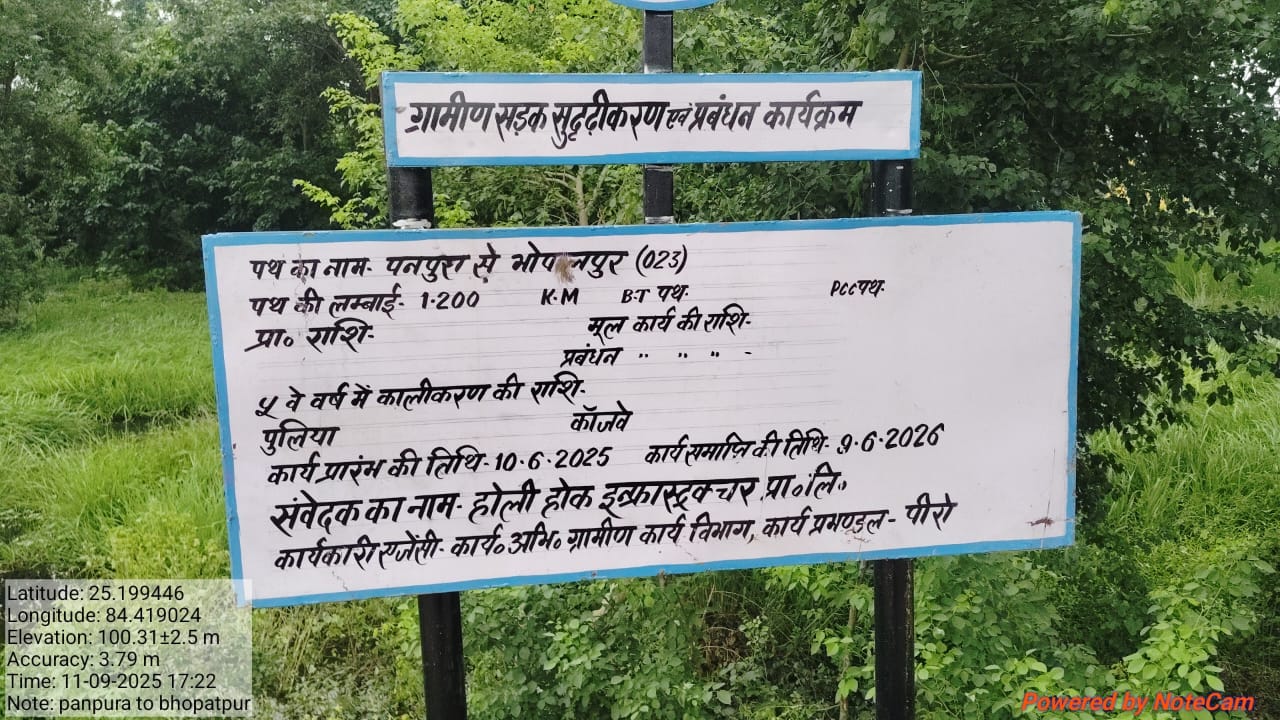 ग्रामीण सड़क सुदृढ़ीकरण एवं प्रबंधन कार्यक्रम
पथ का नाम- पनपुरा से भोपतपुर (023)
पथ की लम्बाई- 1.200 K.M B.T पथ- PCC पथ-
प्रा० राशि- मूल कार्य की राशि-
प्रबंधन " " " -
५ वे वर्ष में कालीकरण की राशि-
पुलिया कॉजवे
कार्य प्रारंभ की तिथि- 10.6.2025 कार्य समाप्ति की तिथि- 9.6.2026
संवेदक का नाम- होली होक इन्फ्रास्ट्रक्चर प्रा० लि०
कार्यकारी एजेंसी- कार्य० अभि० ग्रामीण कार्य विभाग, कार्य प्रमण्डल- पीरो
Latitude: 25.199446
Longitude: 84.419024
Elevation: 100.31±2.5 m
Accuracy: 3.79 m
Time: 11-09-2025 17:22
Note: panpura to bhopatpur
Powered by NoteCam